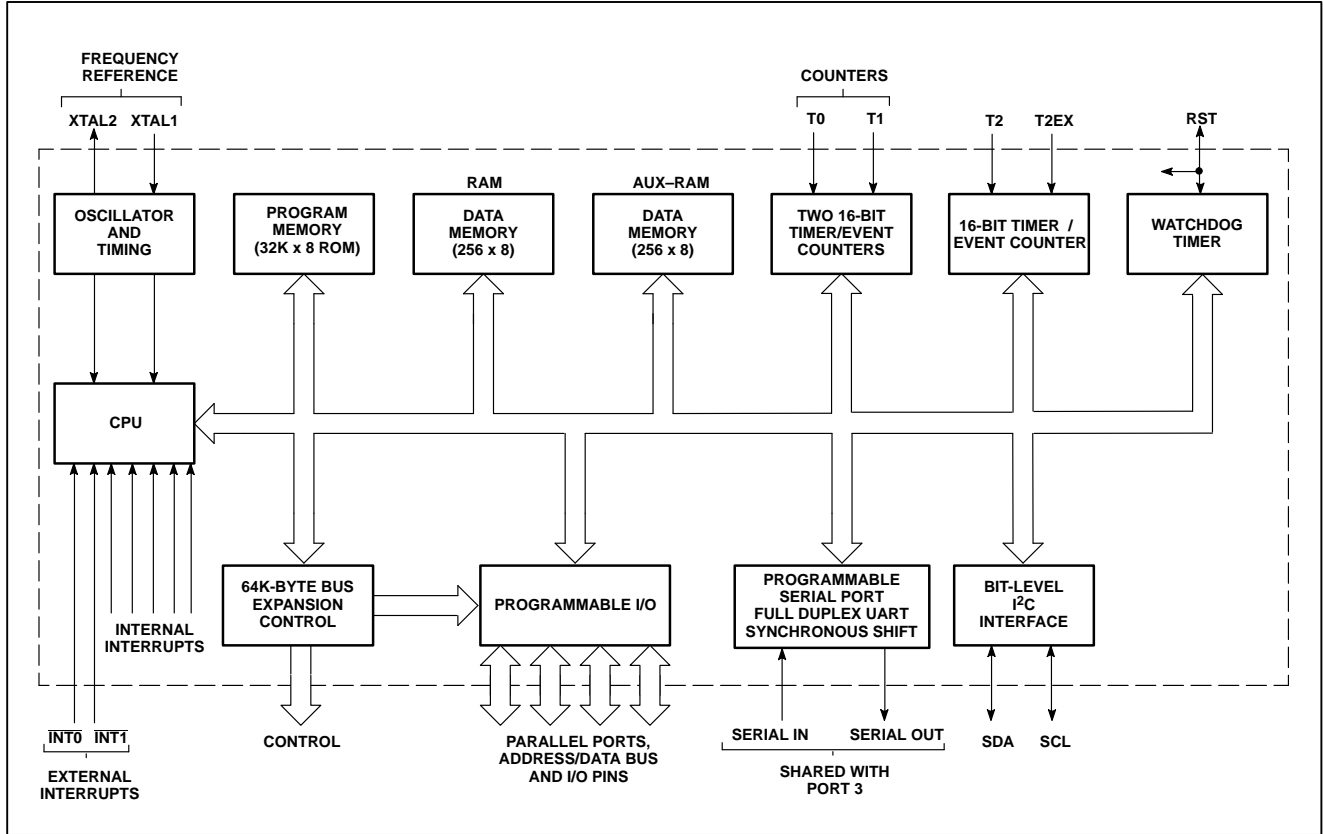 FREQUENCY
REFERENCE
XTAL2 XTAL1
COUNTERS
T0 T1
T2 T2EX
RST
OSCILLATOR
AND
TIMING
PROGRAM
MEMORY
(32K x 8 ROM)
RAM
DATA
MEMORY
(256 x 8)
AUX–RAM
DATA
MEMORY
(256 x 8)
TWO 16-BIT
TIMER/EVENT
COUNTERS
16-BIT TIMER /
EVENT COUNTER
WATCHDOG
TIMER
CPU
INTERNAL
INTERRUPTS
64K-BYTE BUS
EXPANSION
CONTROL
PROGRAMMABLE I/O
PROGRAMMABLE
SERIAL PORT
FULL DUPLEX UART
SYNCHRONOUS SHIFT
BIT-LEVEL
I²C
INTERFACE
I̅N̅T̅0̅ I̅N̅T̅1̅
EXTERNAL
INTERRUPTS
CONTROL
PARALLEL PORTS,
ADDRESS/DATA BUS
AND I/O PINS
SERIAL IN SERIAL OUT
SHARED WITH
PORT 3
SDA SCL